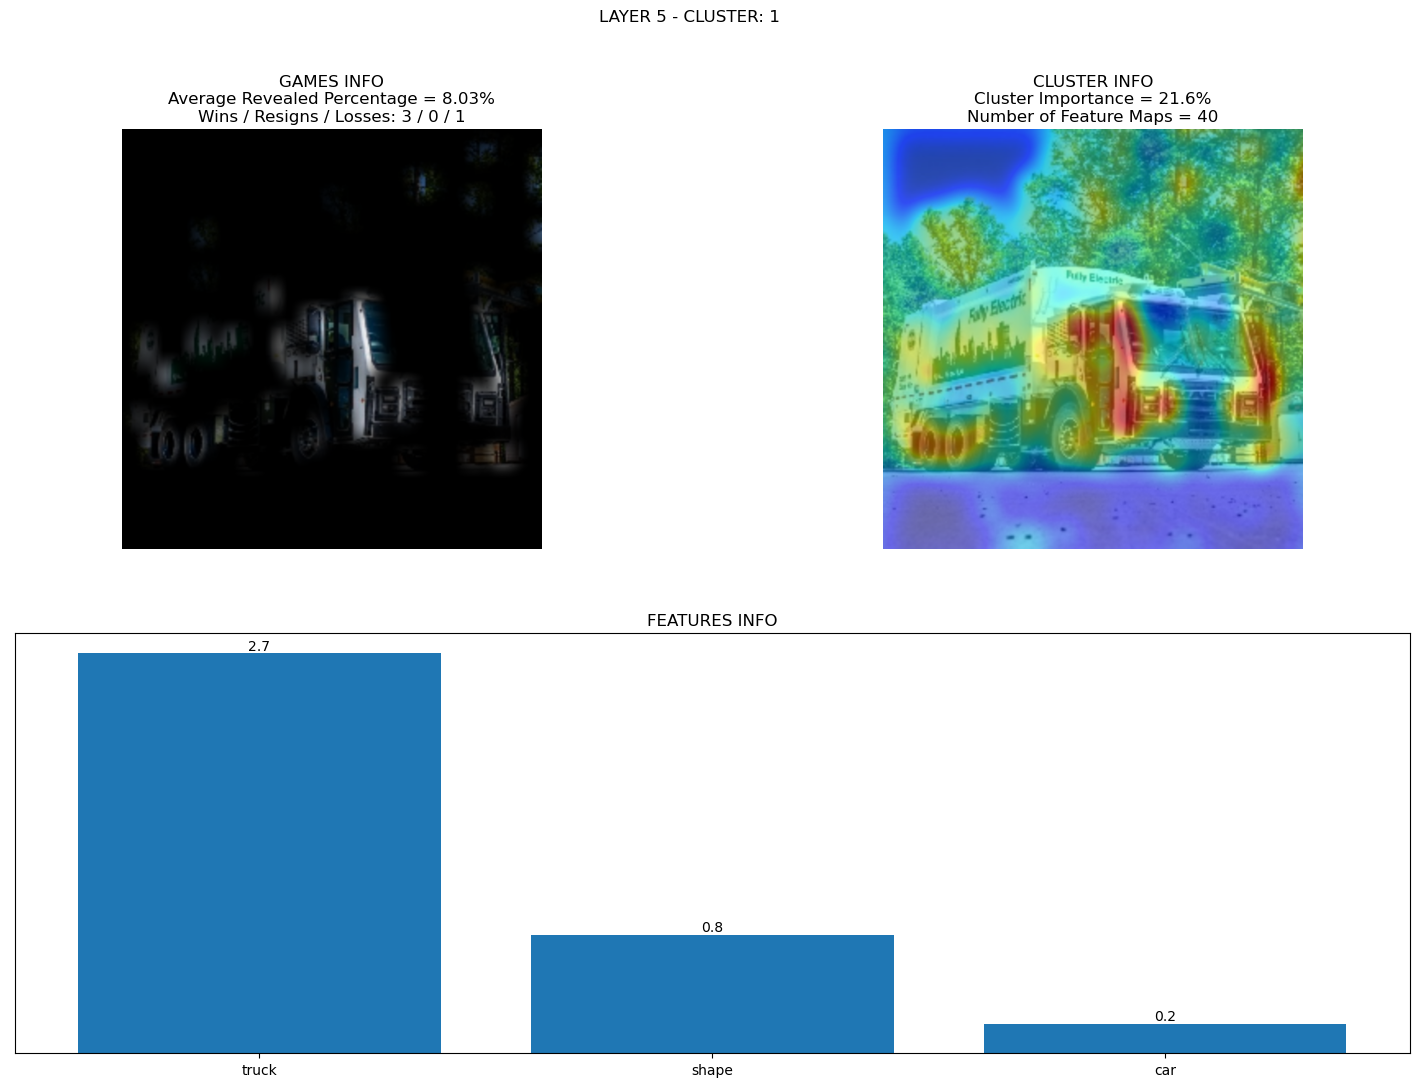 LAYER 5 - CLUSTER: 1
GAMES INFO
Average Revealed Percentage = 8.03%
Wins / Resigns / Losses: 3 / 0 / 1
CLUSTER INFO
Cluster Importance = 21.6%
Number of Feature Maps = 40
Fully Electric
Fully Electric
FEATURES INFO
2.7
0.8
0.2
truck
shape
car